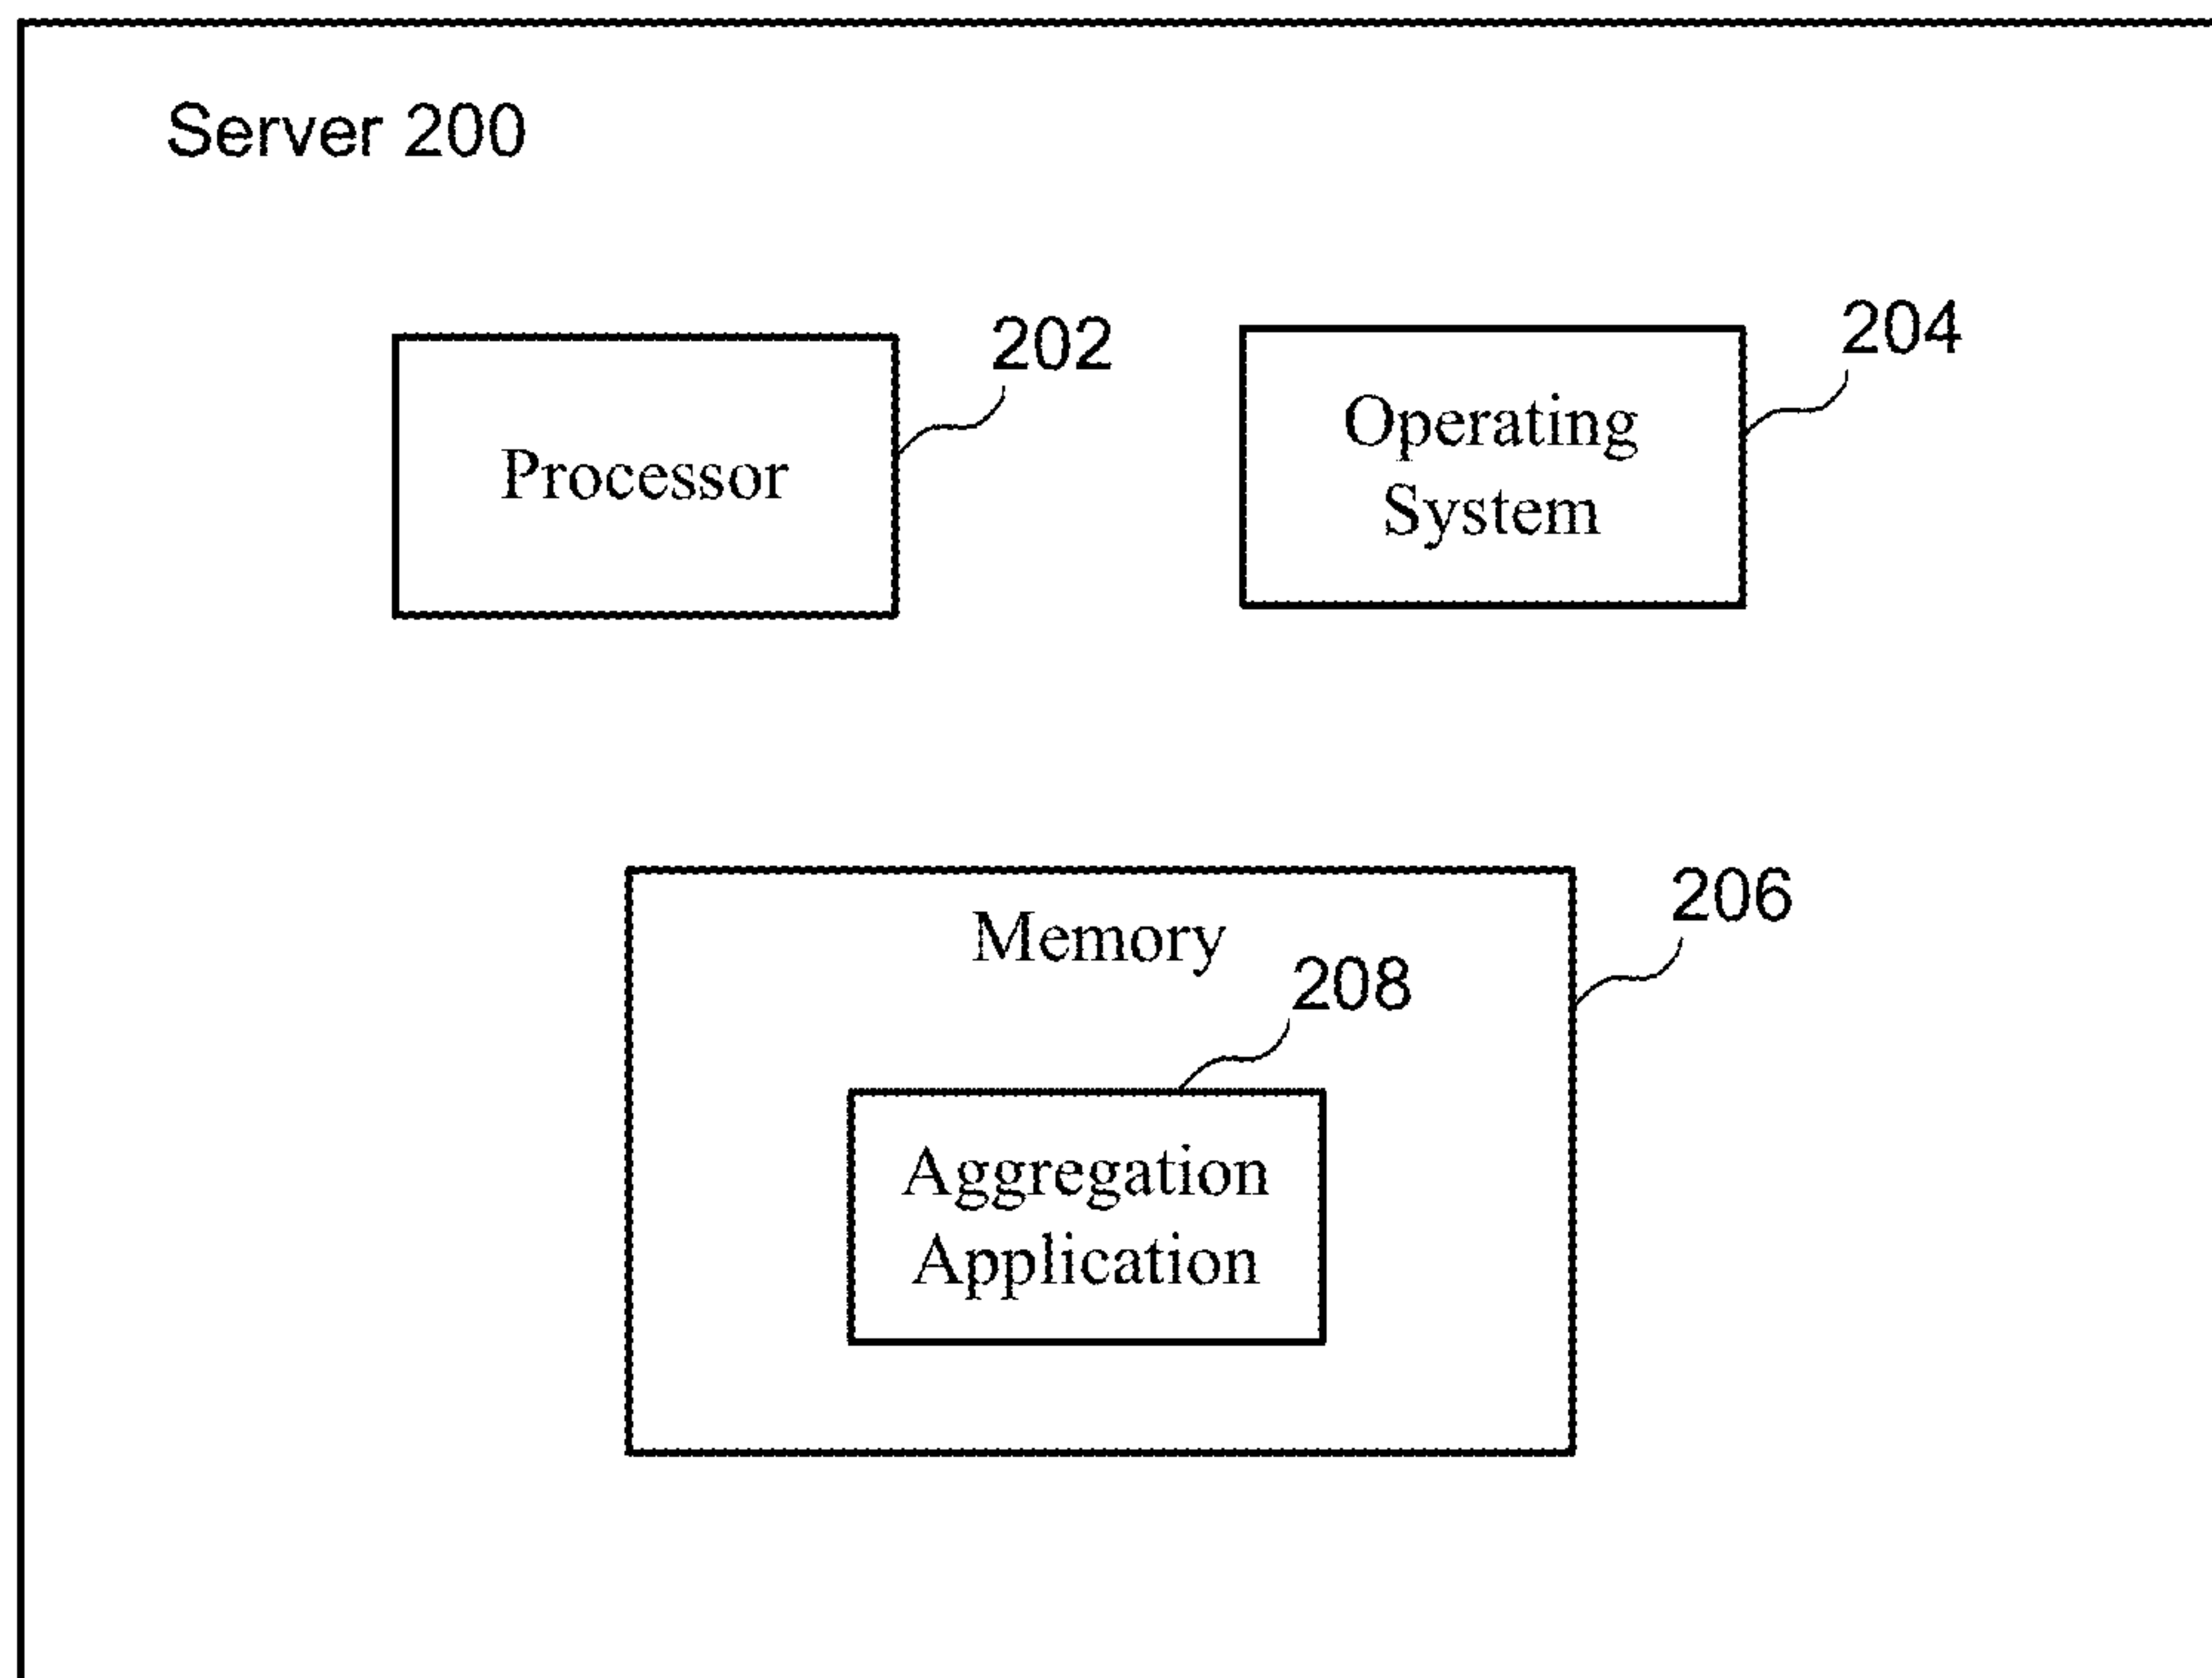 Server 200
202
Processor
204
Operating
System
206
Memory
208
Aggregation
Application